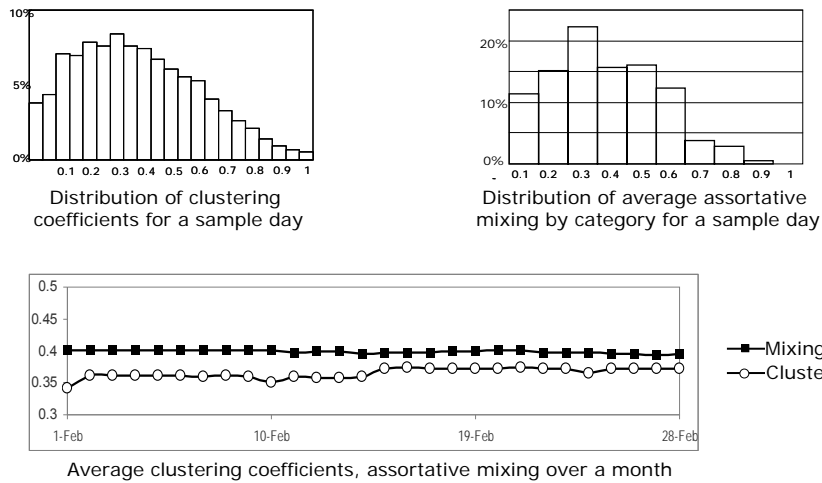 10%
5%
0%
0.1 0.2 0.3 0.4 0.5 0.6 0.7 0.8 0.9 1
Distribution of clustering
coefficients for a sample day
20%
10%
0%
- 0.1 0.2 0.3 0.4 0.5 0.6 0.7 0.8 0.9 1
Distribution of average assortative
mixing by category for a sample day
0.5
0.45
0.4
0.35
0.3
1-Feb 10-Feb 19-Feb 28-Feb
Mixing
Cluste
Average clustering coefficients, assortative mixing over a month